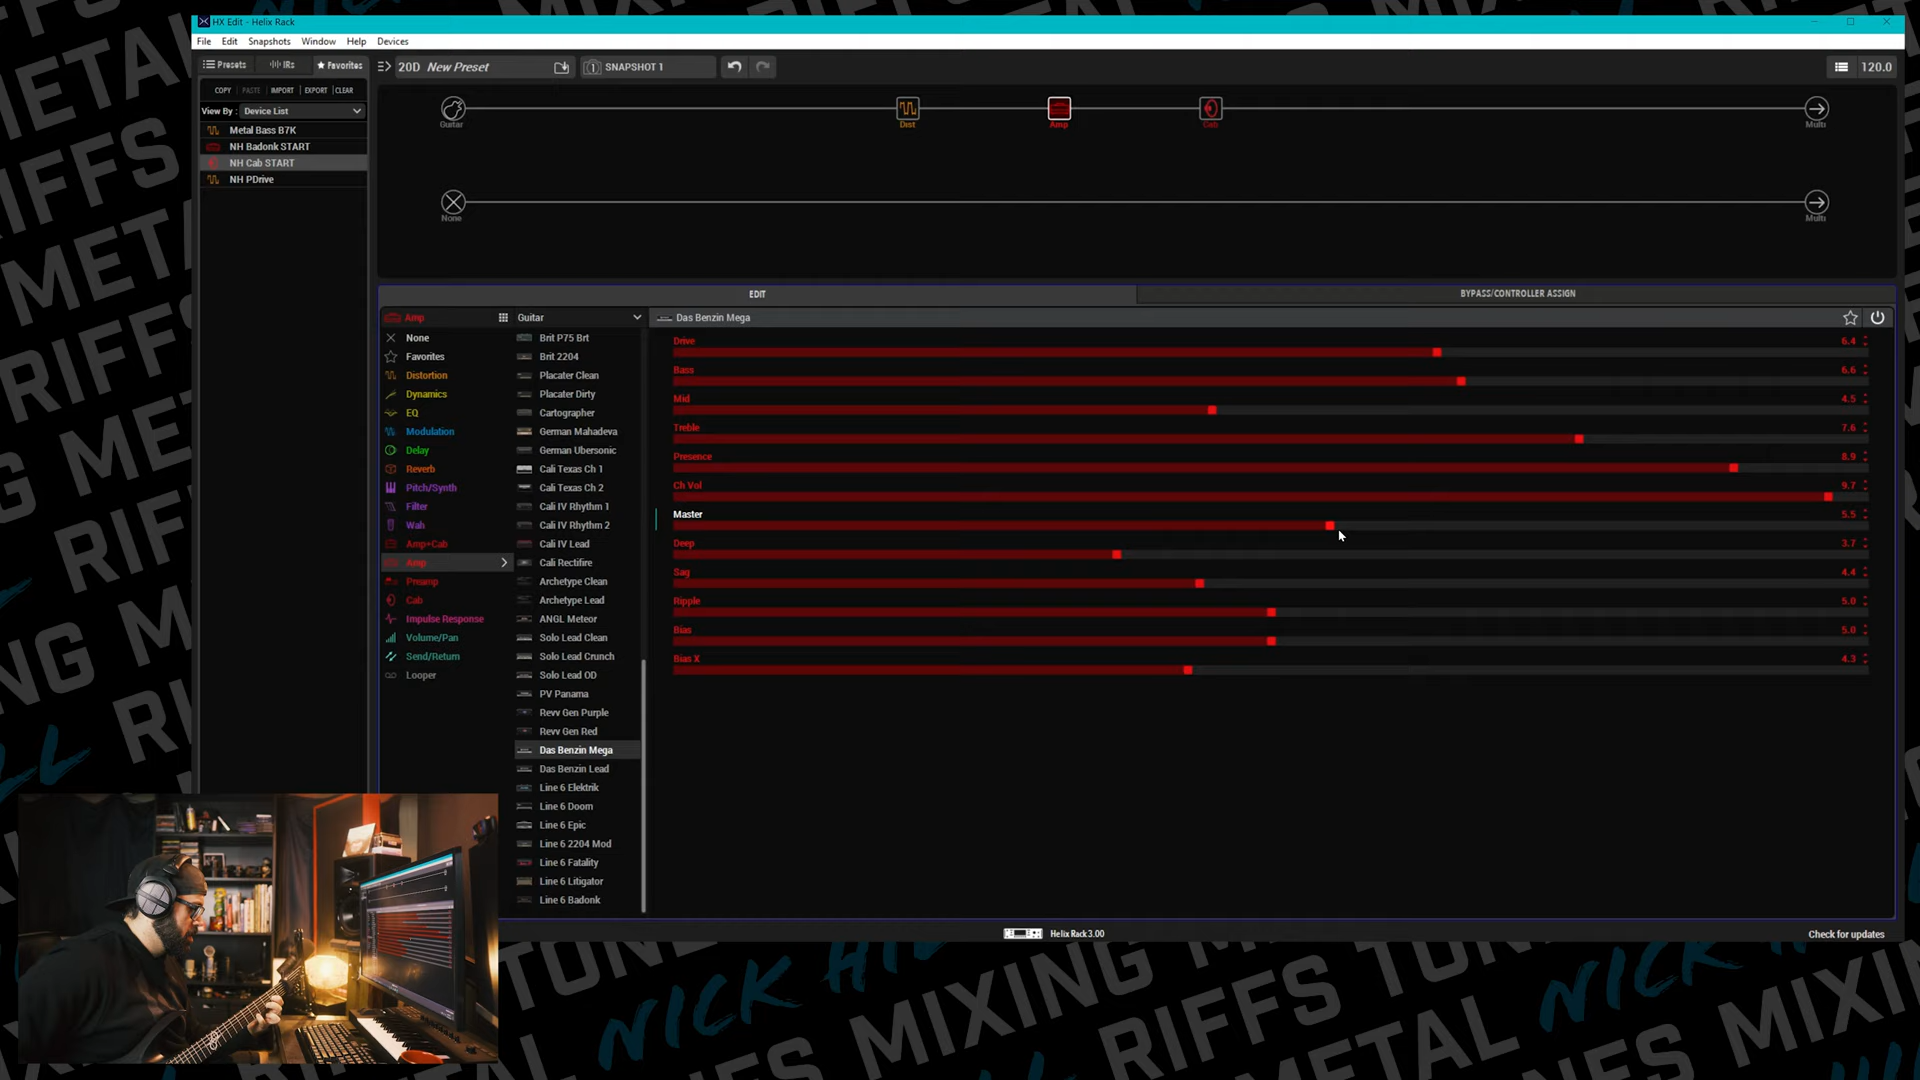 HX Edit - Helix Rack
File Edit Snapshots Window Help Devices
Presets IRs Favorites
20D New Preset
SNAPSHOT 1
120.0
COPY PASTE IMPORT EXPORT CLEAR
View By: Device List
Metal Bass B7K
NH Badonk START
NH Cab START
NH PDrive
Guitar
Dist
Amp
Cab
Multi
None
Multi
EDIT
BYPASS/CONTROLLER ASSIGN
Amp
None
Favorites
Distortion
Dynamics
EQ
Modulation
Delay
Reverb
Pitch/Synth
Filter
Wah
Amp+Cab
Amp
Preamp
Cab
Impulse Response
Volume/Pan
Send/Return
Looper
Guitar
Brit P75 Brt
Brit 2204
Placater Clean
Placater Dirty
Cartographer
German Mahadeva
German Ubersonic
Cali Texas Ch 1
Cali Texas Ch 2
Cali IV Rhythm 1
Cali IV Rhythm 2
Cali IV Lead
Cali Rectifire
Archetype Clean
Archetype Lead
ANGL Meteor
Solo Lead Clean
Solo Lead Crunch
Solo Lead OD
PV Panama
Revv Gen Purple
Revv Gen Red
Das Benzin Mega
Das Benzin Lead
Line 6 Elektrik
Line 6 Doom
Line 6 Epic
Line 6 2204 Mod
Line 6 Fatality
Line 6 Litigator
Line 6 Badonk
Das Benzin Mega
Drive 6.4
Bass 6.6
Mid 4.5
Treble 7.6
Presence 8.9
Ch Vol 9.7
Master 5.5
Deep 3.7
Sag 4.4
Ripple 5.0
Bias 5.0
Bias X 4.3
Helix Rack 3.00
Check for updates
NICK
MIXING
METAL
RIFFS